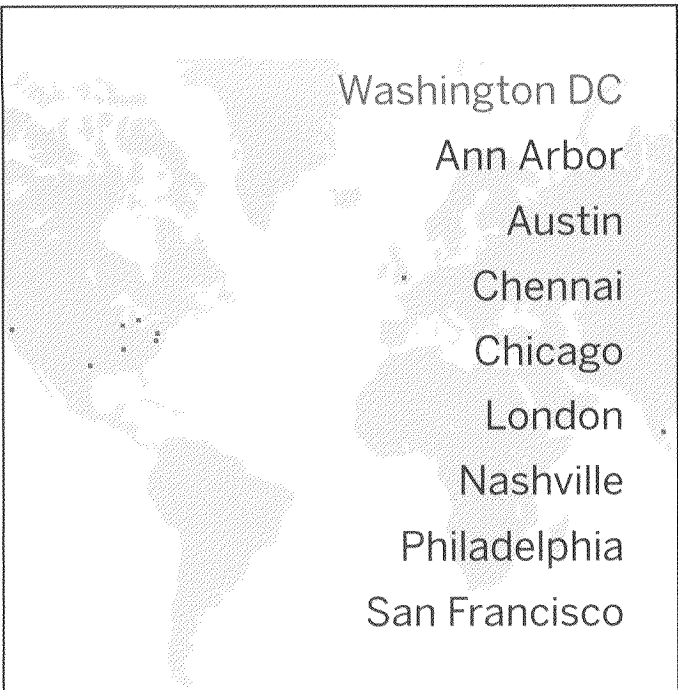 Washington DC
Ann Arbor
Austin
Chennai
Chicago
London
Nashville
Philadelphia
San Francisco